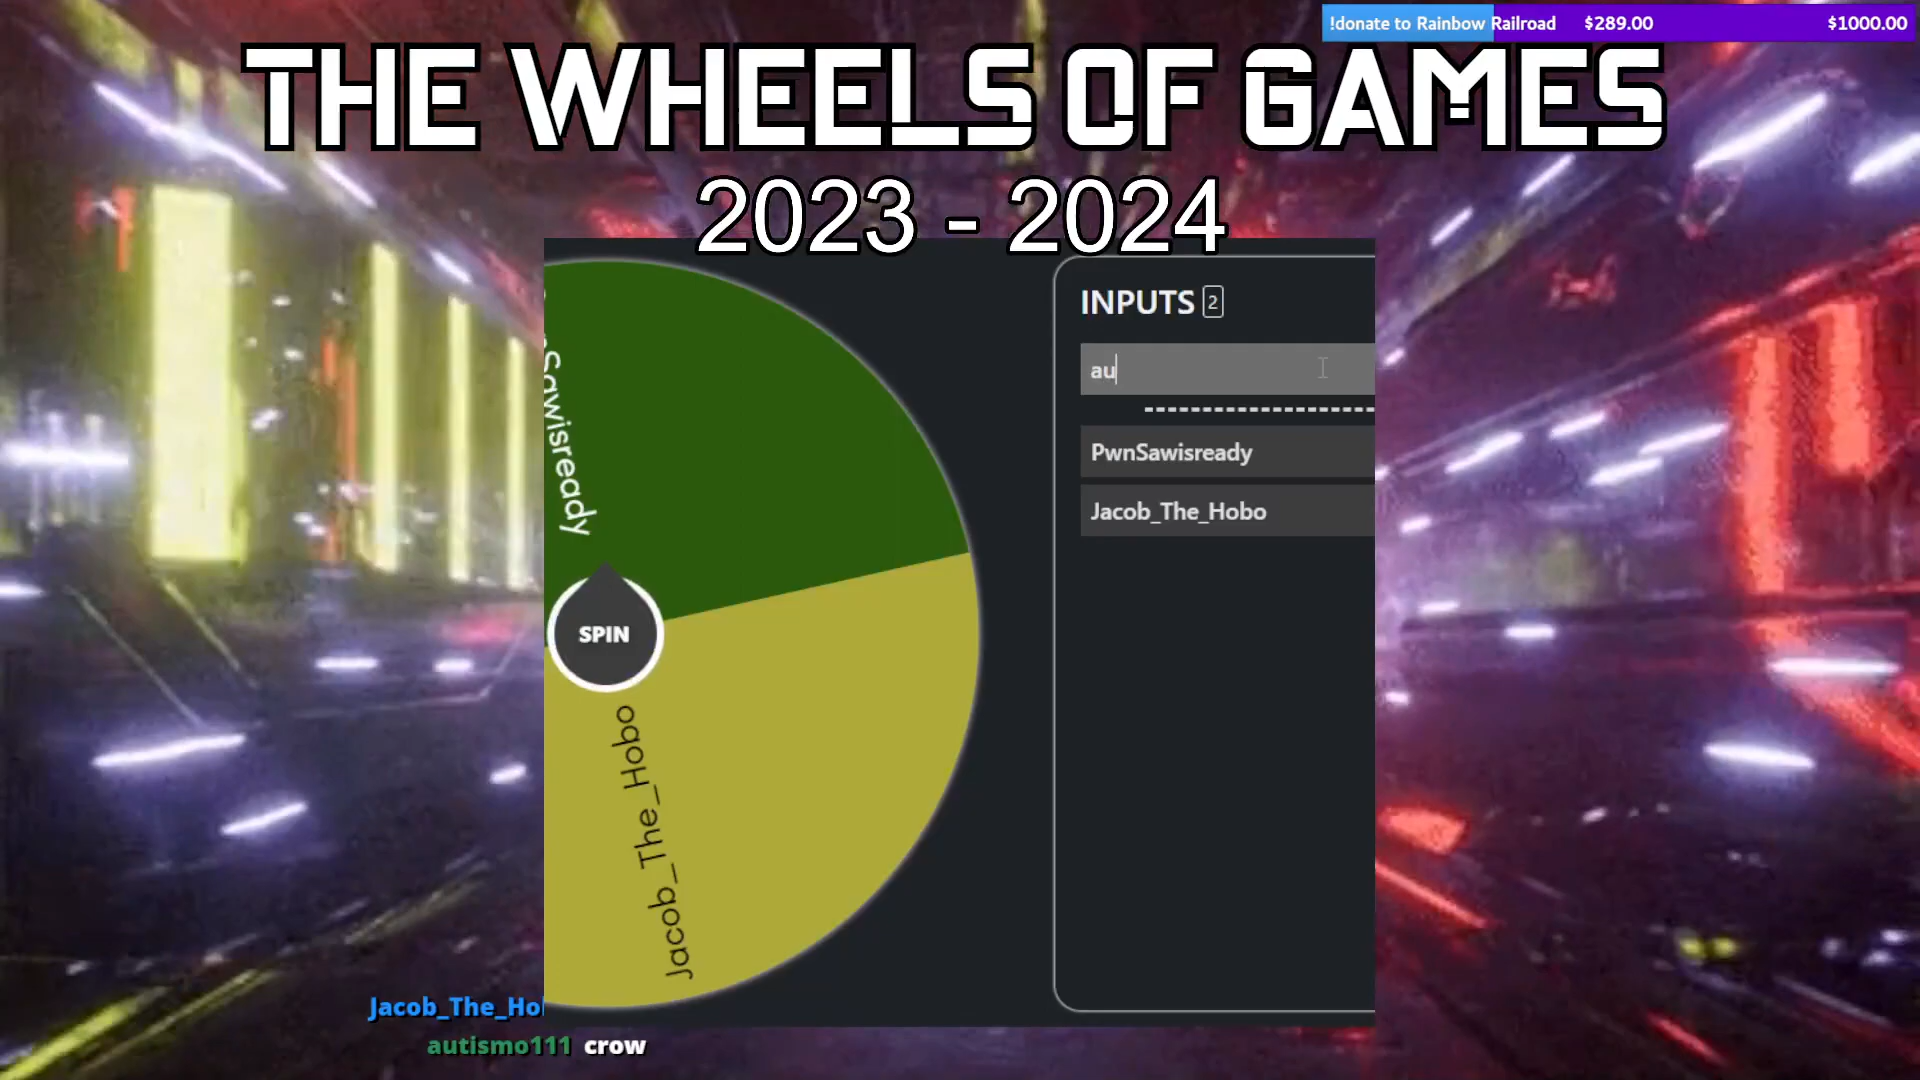 !donate to Rainbow Railroad $289.00 $1000.00
THE WHEELS OF GAMES
2023 - 2024
INPUTS 2
au
PwnSawisready
Jacob_The_Hobo
Sawisready
SPIN
Jacob_The_Hobo
Jacob_The_Ho
autismo111 crow